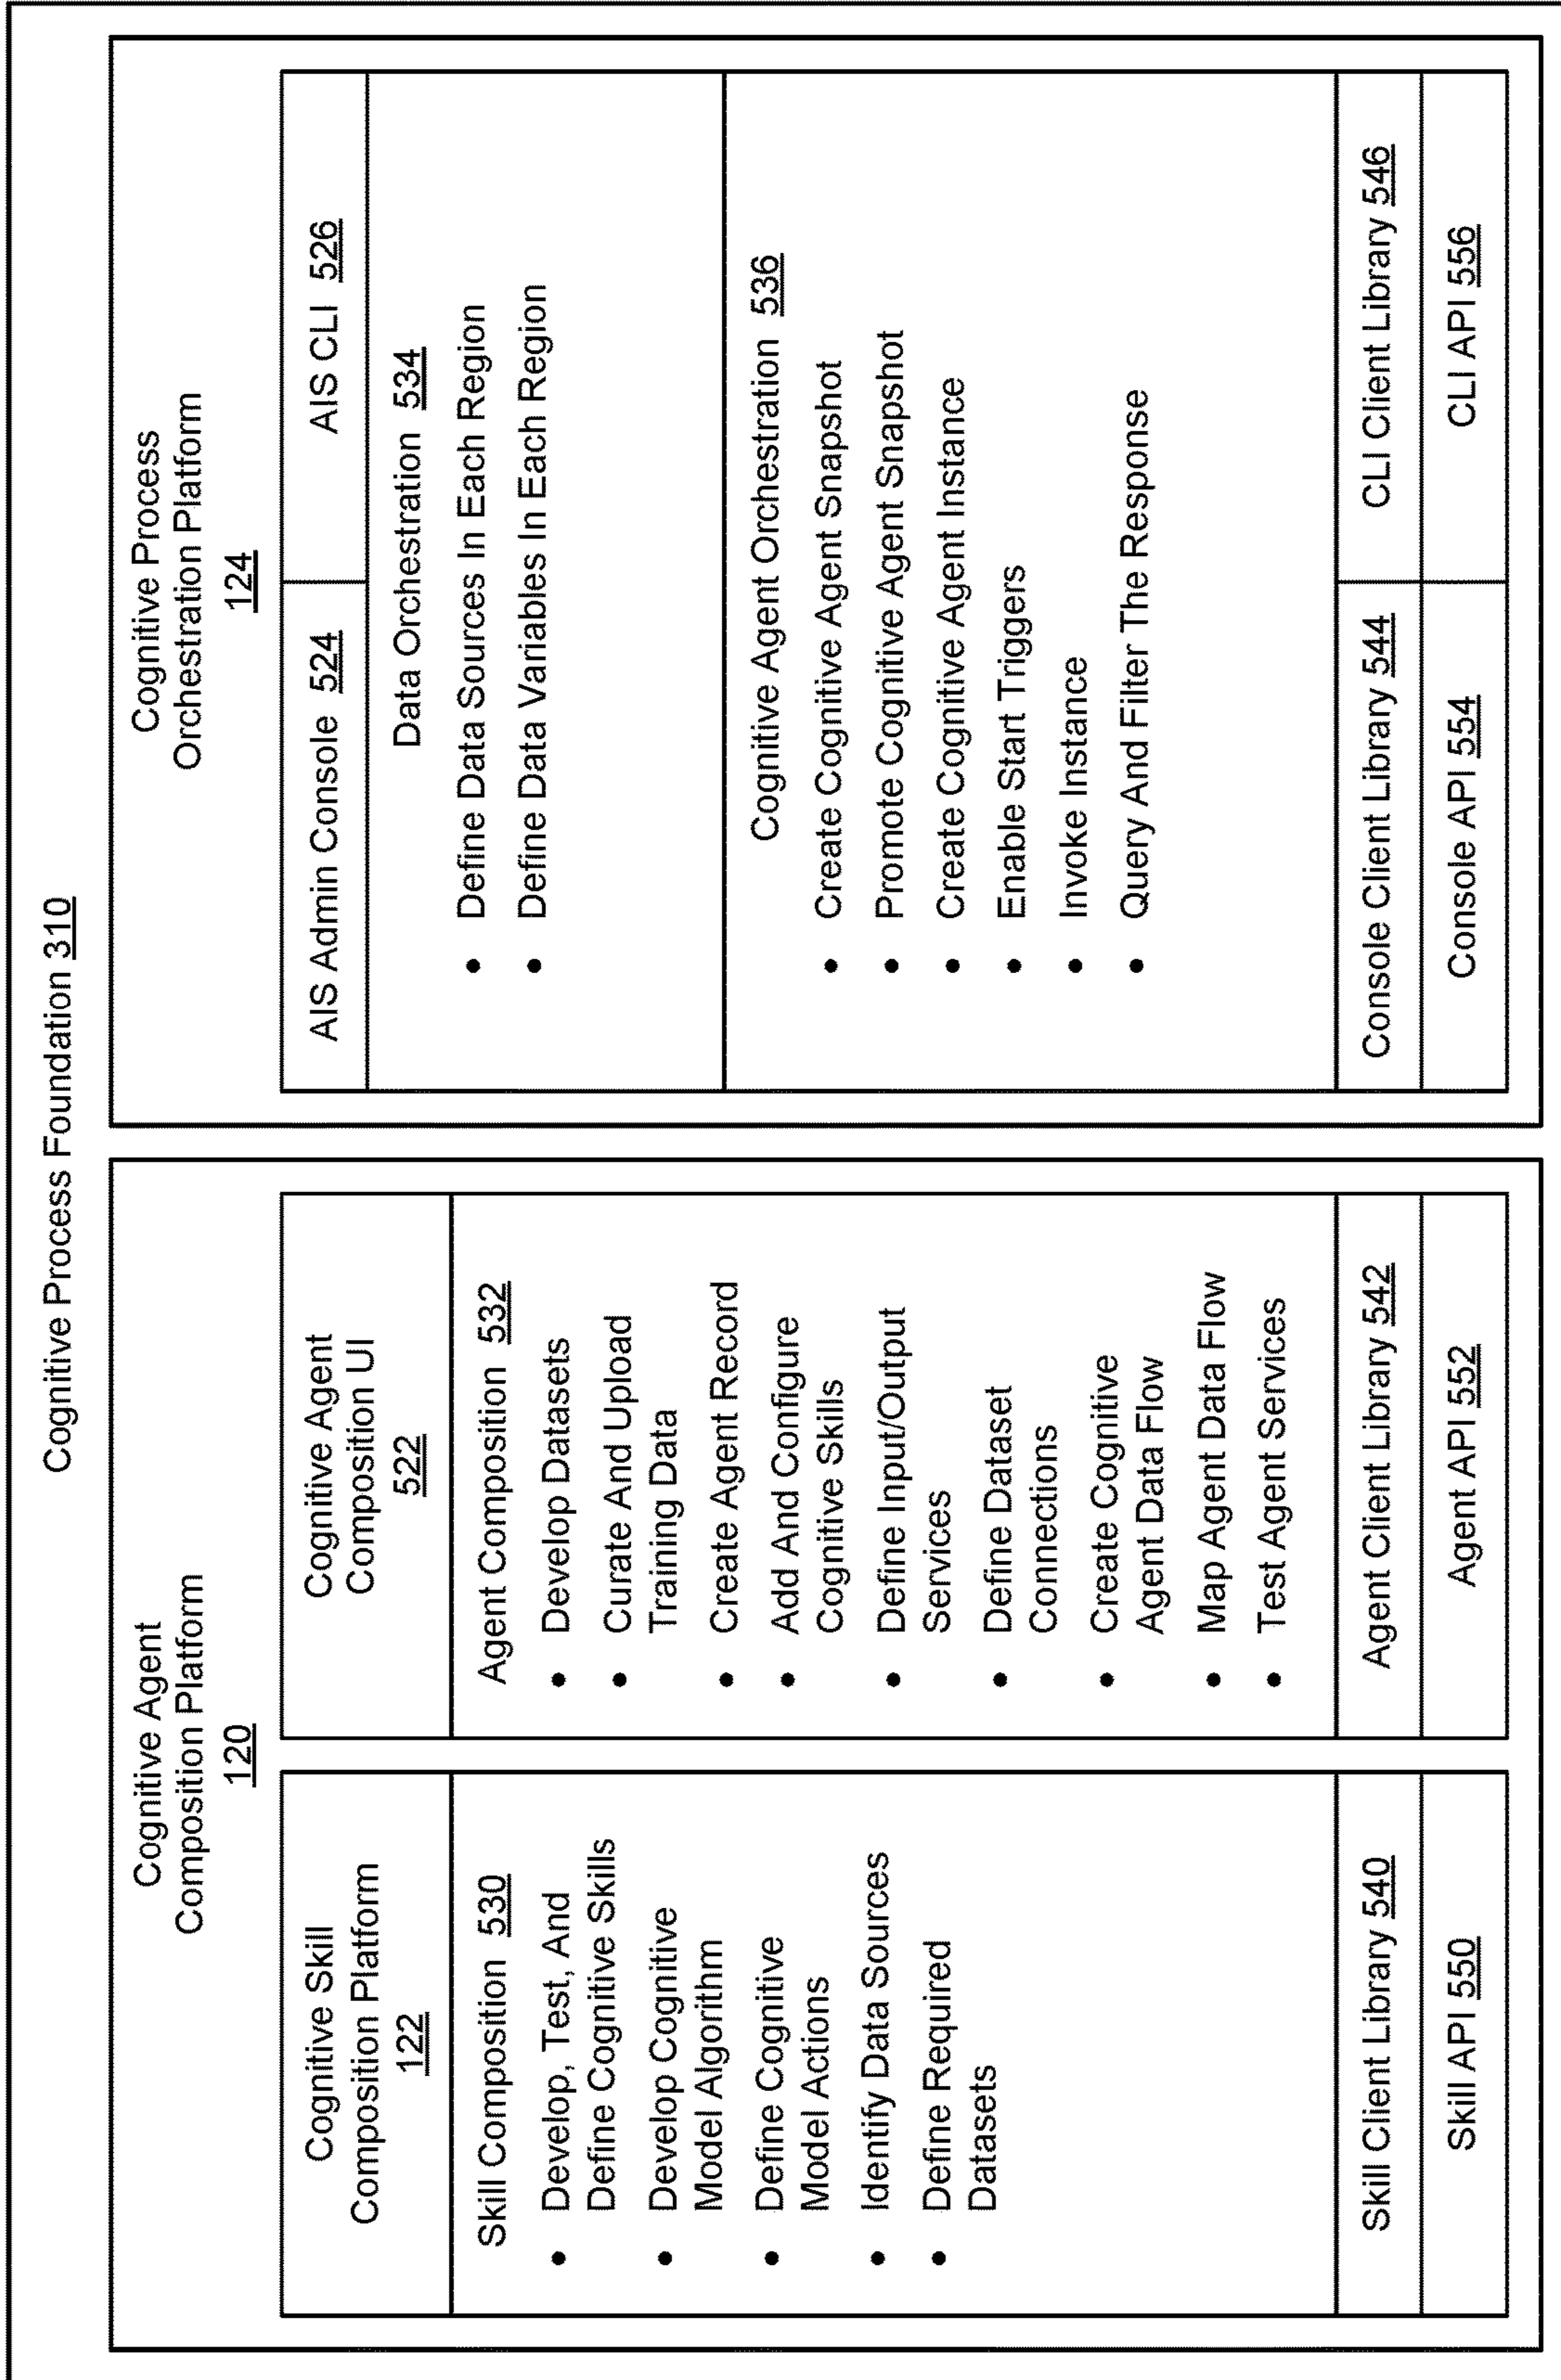 Cognitive Process Foundation 310
Cognitive Agent
Composition Platform
120
Cognitive Skill
Composition Platform
122
Skill Composition 530
• Develop, Test, And
Define Cognitive Skills
• Develop Cognitive
Model Algorithm
• Define Cognitive
Model Actions
• Identify Data Sources
• Define Required
Datasets
Skill Client Library 540
Skill API 550
Cognitive Agent
Composition UI
522
Agent Composition 532
• Develop Datasets
• Curate And Upload
Training Data
• Create Agent Record
• Add And Configure
Cognitive Skills
• Define Input/Output
Services
• Define Dataset
Connections
• Create Cognitive
Agent Data Flow
• Map Agent Data Flow
• Test Agent Services
Agent Client Library 542
Agent API 552
Cognitive Process
Orchestration Platform
124
AIS Admin Console 524
AIS CLI 526
Data Orchestration 534
• Define Data Sources In Each Region
• Define Data Variables In Each Region
Cognitive Agent Orchestration 536
• Create Cognitive Agent Snapshot
• Promote Cognitive Agent Snapshot
• Create Cognitive Agent Instance
• Enable Start Triggers
• Invoke Instance
• Query And Filter The Response
Console Client Library 544
CLI Client Library 546
Console API 554
CLI API 556